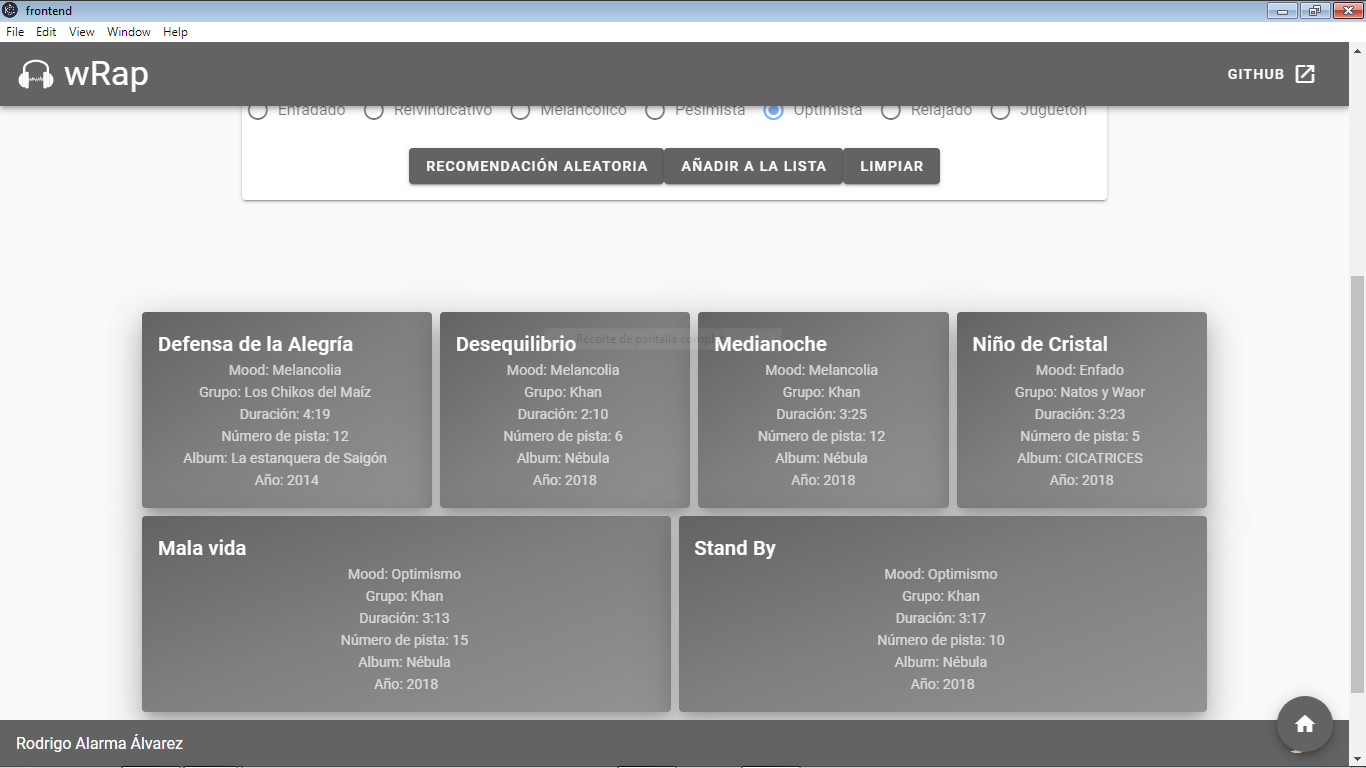 frontend
File Edit View Window Help
wRap
GITHUB
Enfadado Reivindicativo Melancólico Pesimista Optimista Relajado Juguetón
RECOMENDACIÓN ALEATORIA AÑADIR A LA LISTA LIMPIAR
Recorte de pantalla
Defensa de la Alegría
Mood: Melancolia
Grupo: Los Chikos del Maíz
Duración: 4:19
Número de pista: 12
Album: La estanquera de Saigón
Año: 2014
Desequilibrio
Mood: Melancolia
Grupo: Khan
Duración: 2:10
Número de pista: 6
Album: Nébula
Año: 2018
Medianoche
Mood: Melancolia
Grupo: Khan
Duración: 3:25
Número de pista: 12
Album: Nébula
Año: 2018
Niño de Cristal
Mood: Enfado
Grupo: Natos y Waor
Duración: 3:23
Número de pista: 5
Album: CICATRICES
Año: 2018
Mala vida
Mood: Optimismo
Grupo: Khan
Duración: 3:13
Número de pista: 15
Album: Nébula
Año: 2018
Stand By
Mood: Optimismo
Grupo: Khan
Duración: 3:17
Número de pista: 10
Album: Nébula
Año: 2018
Rodrigo Alarma Álvarez